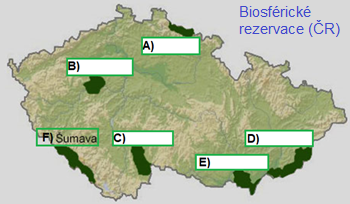 Biosférické
rezervace (ČR)
A)
B)
F) Šumava
C)
D)
E)